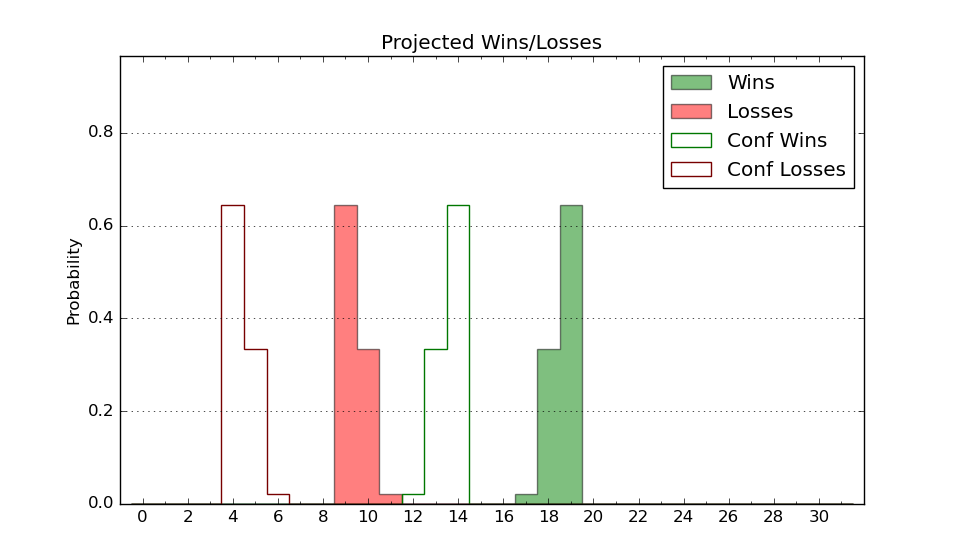 Projected Wins/Losses
Wins
Losses
Conf Wins
Conf Losses
Probability
0.8
0.6
0.4
0.2
0.0
0 2 4 6 8 10 12 14 16 18 20 22 24 26 28 30